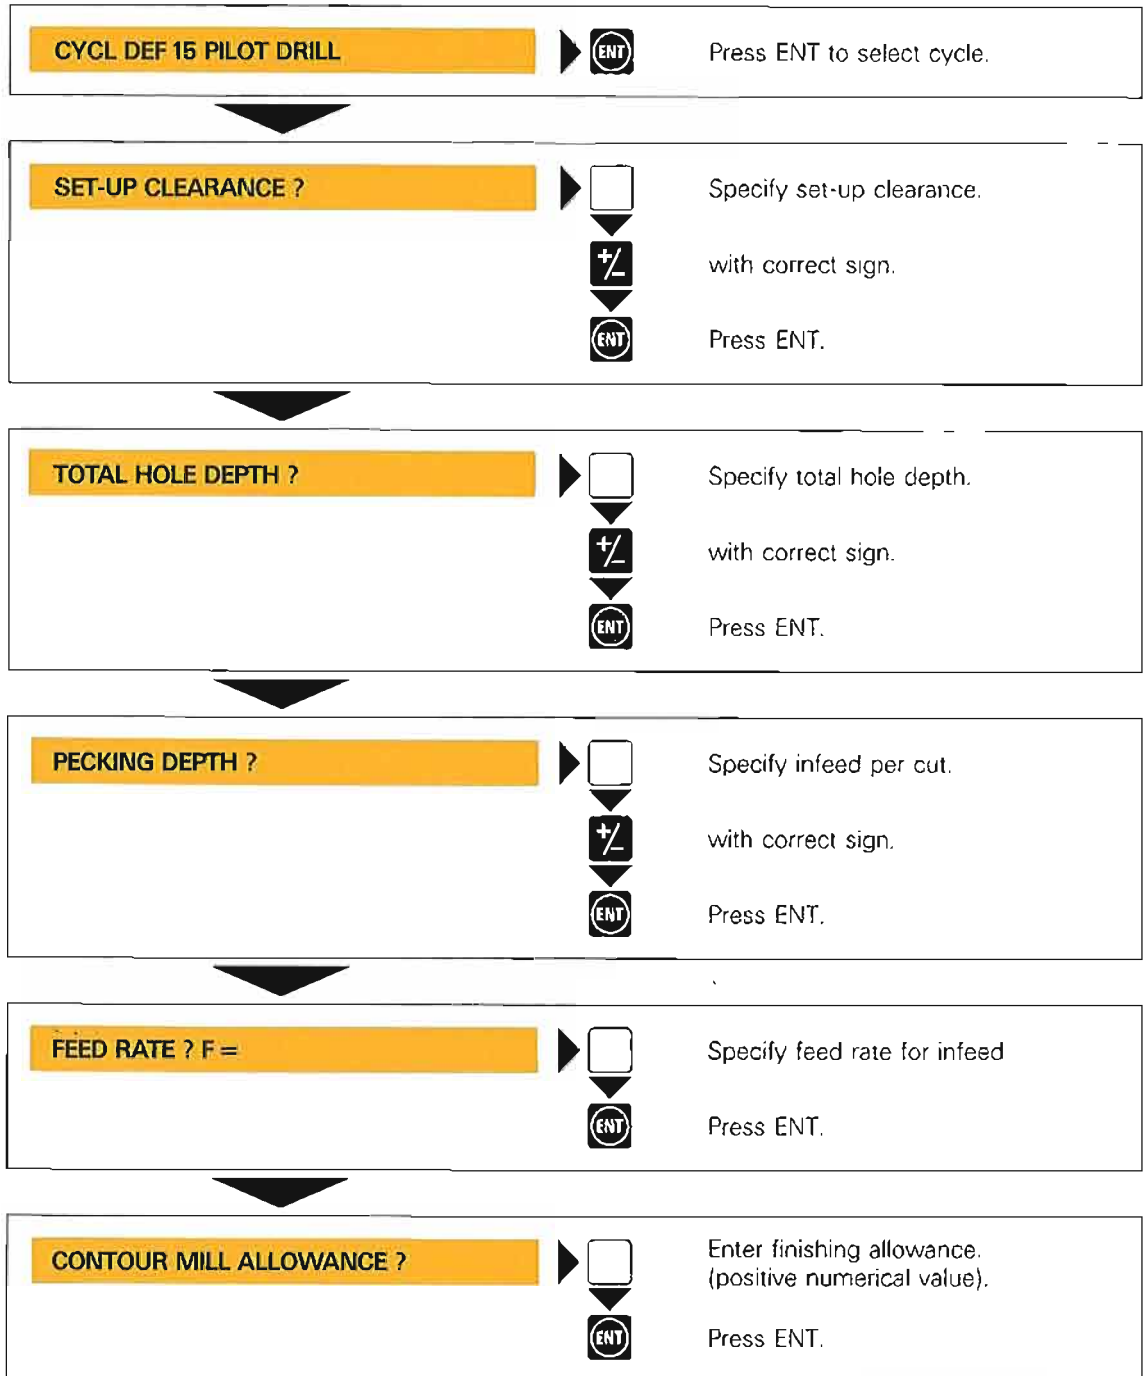 CYCL DEF 15 PILOT DRILL
ENT
Press ENT to select cycle.
SET-UP CLEARANCE ?
Specify set-up clearance.
+/-
with correct sign.
ENT
Press ENT.
TOTAL HOLE DEPTH ?
Specify total hole depth.
+/-
with correct sign.
ENT
Press ENT.
PECKING DEPTH ?
Specify infeed per cut.
+/-
with correct sign.
ENT
Press ENT.
FEED RATE ? F =
Specify feed rate for infeed
ENT
Press ENT.
CONTOUR MILL ALLOWANCE ?
Enter finishing allowance.
(positive numerical value).
ENT
Press ENT.